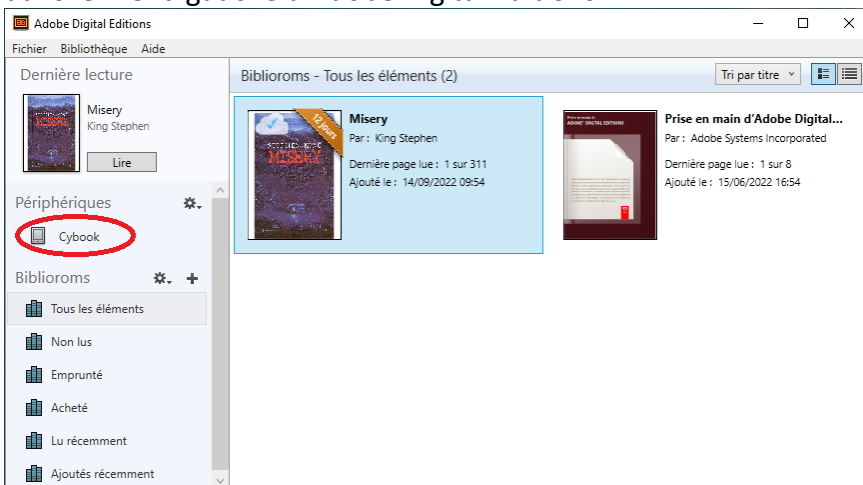 Adobe Digital Editions
Fichier Bibliothèque Aide
Dernière lecture
Misery
King Stephen
Lire
Périphériques
Cybook
Biblioroms
Tous les éléments
Non lus
Emprunté
Acheté
Lu récemment
Ajoutés récemment
Biblioroms - Tous les éléments (2)
Tri par titre
12 jours
STEPHEN KING
MISERY
Misery
Par : King Stephen
Dernière page lue : 1 sur 311
Ajouté le : 14/09/2022 09:54
Prise en main d'Adobe Digital...
Par : Adobe Systems Incorporated
Dernière page lue : 1 sur 8
Ajouté le : 15/06/2022 16:54